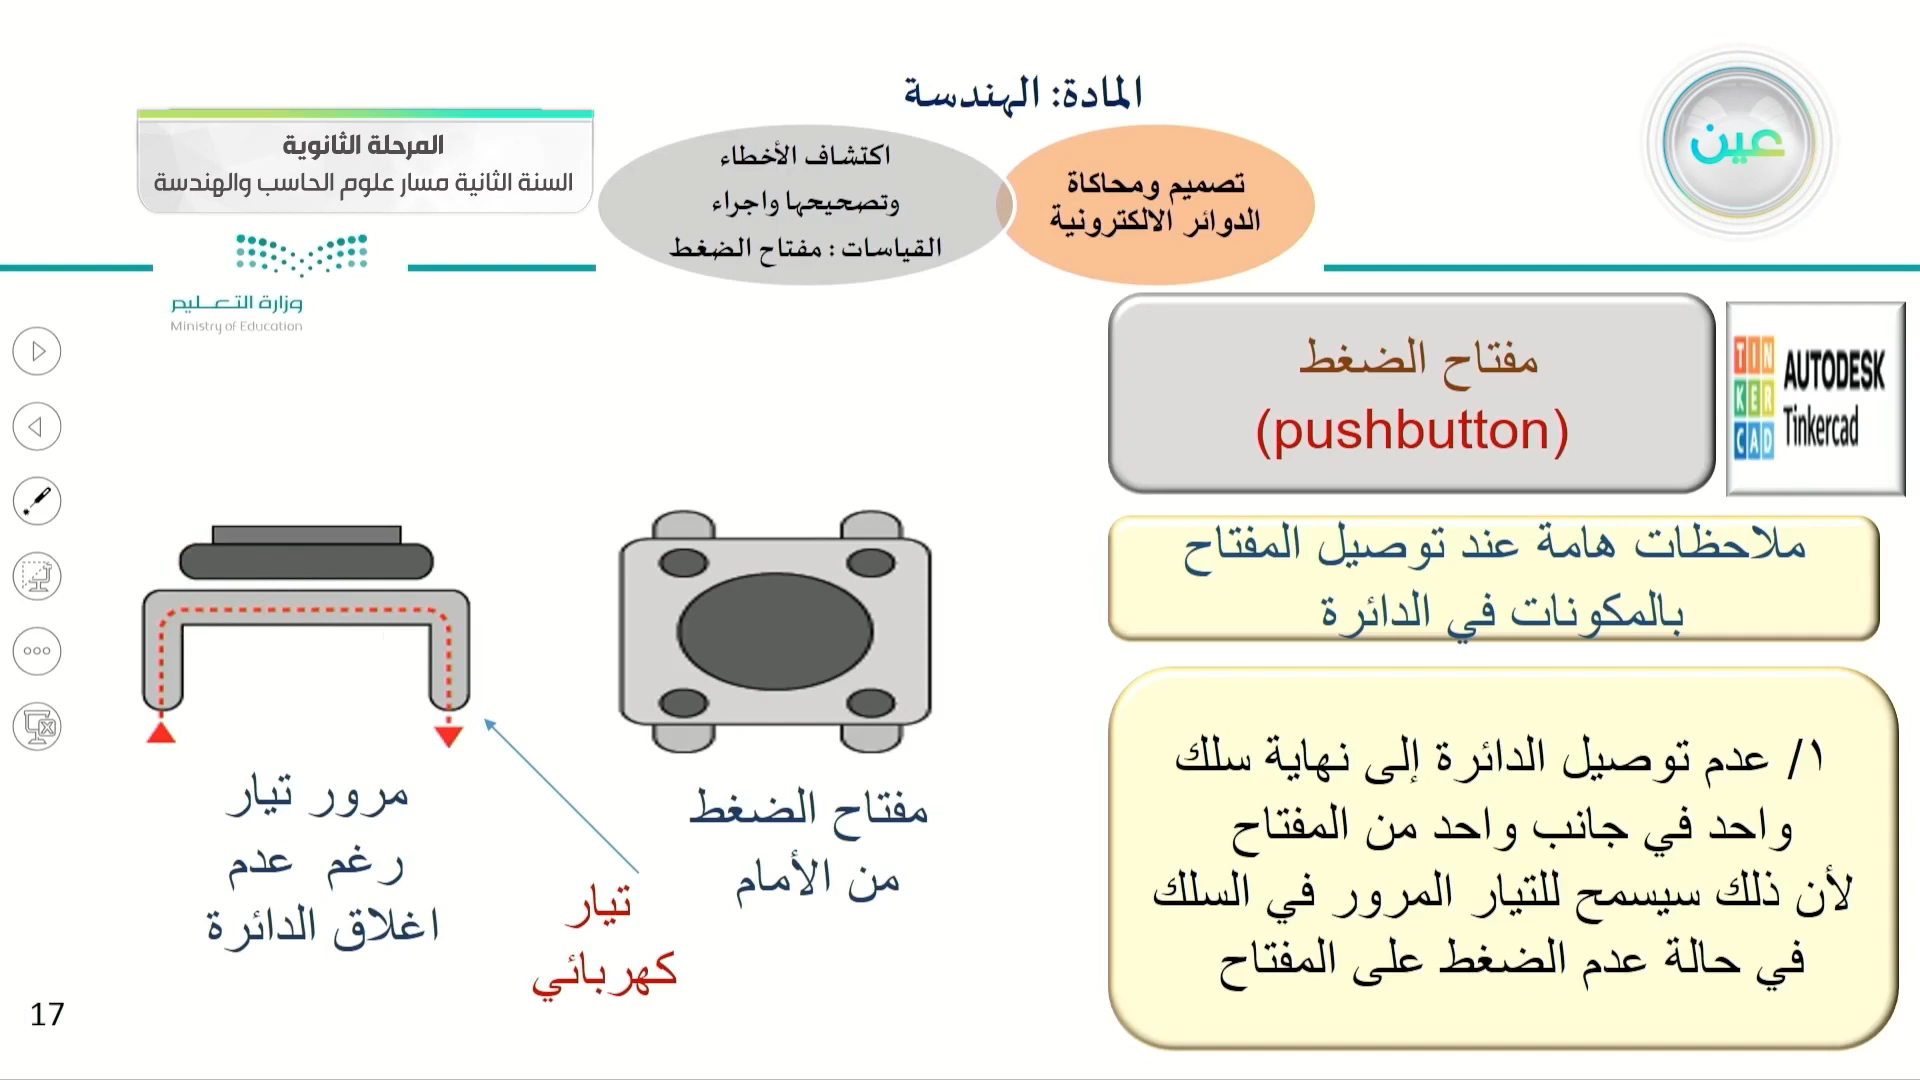 المادة: الهندسة
عين
المرحلة الثانوية
السنة الثانية مسار علوم الحاسب والهندسة
تصميم ومحاكاة
الدوائر الالكترونية
اكتشاف الأخطاء
وتصحيحها واجراء
القياسات : مفتاح الضغط
وزارة التعليم
Ministry of Education
TIN
KER
CAD
AUTODESK
Tinkercad
مفتاح الضغط
(pushbutton)
ملاحظات هامة عند توصيل المفتاح
بالمكونات في الدائرة
١/ عدم توصيل الدائرة إلى نهاية سلك
واحد في جانب واحد من المفتاح
لأن ذلك سيسمح للتيار المرور في السلك
في حالة عدم الضغط على المفتاح
مفتاح الضغط
من الأمام
تيار
كهربائي
مرور تيار
رغم عدم
اغلاق الدائرة
17